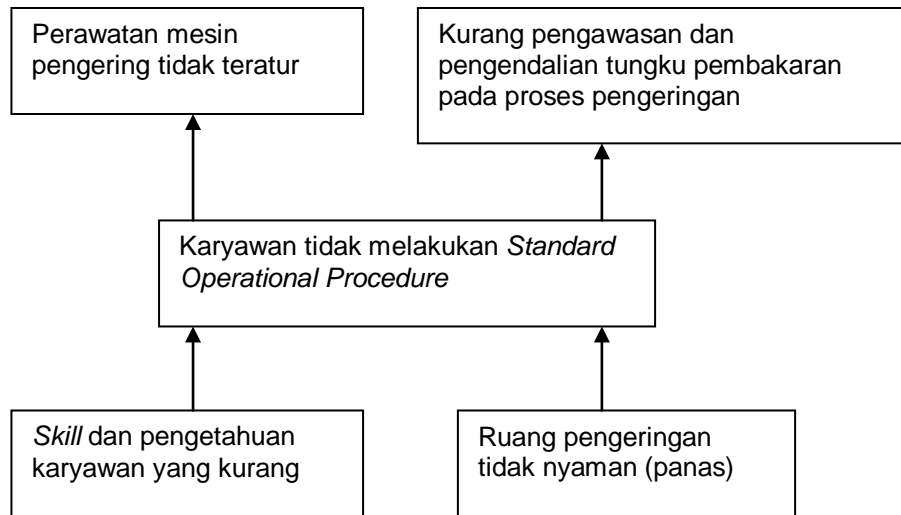 Perawatan mesin
pengering tidak teratur
Kurang pengawasan dan
pengendalian tungku pembakaran
pada proses pengeringan
Karyawan tidak melakukan Standard
Operational Procedure
Skill dan pengetahuan
karyawan yang kurang
Ruang pengeringan
tidak nyaman (panas)